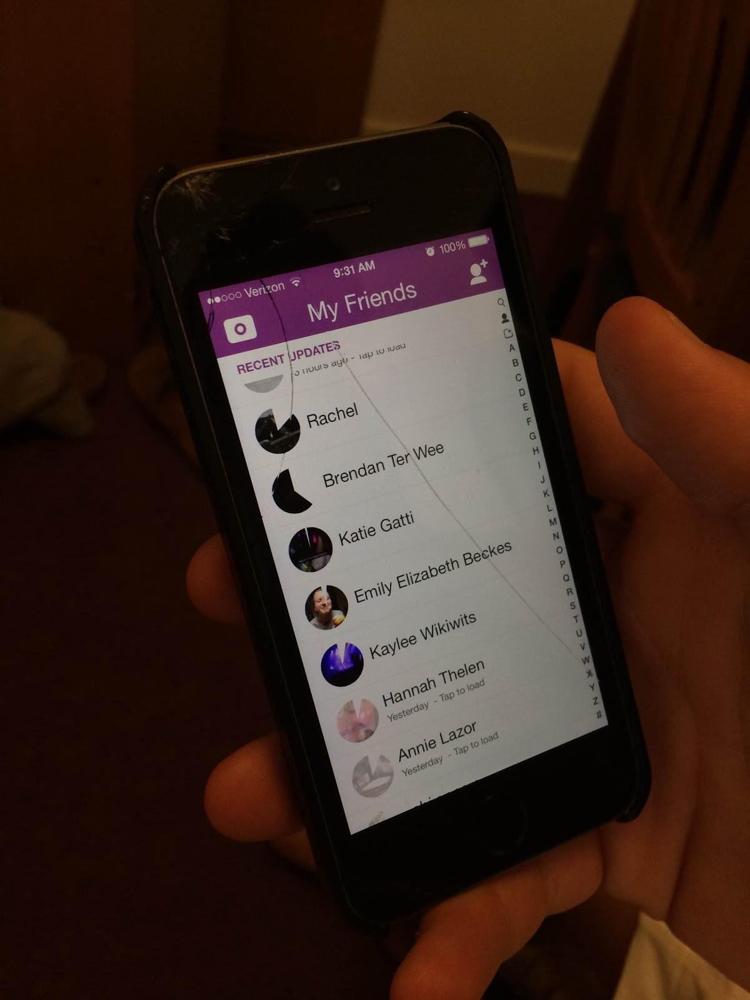 Verizon 9:31 AM 100%
My Friends
RECENT UPDATES
3 hours ago - Tap to load
Rachel
Brendan Ter Wee
Katie Gatti
Emily Elizabeth Beckes
Kaylee Wikiwits
Hannah Thelen
Yesterday - Tap to load
Annie Lazor
Yesterday - Tap to load
A
B
C
D
E
F
G
H
I
J
K
L
M
N
O
P
Q
R
S
T
U
V
W
X
Y
Z
#